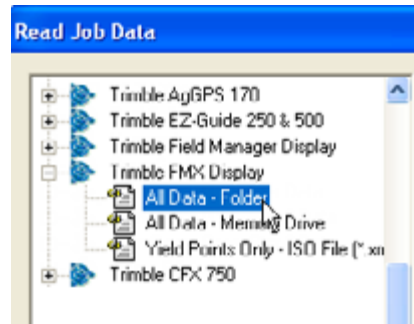 Read Job Data
Trimble AgGPS 170
Trimble EZ-Guide 250 & 500
Trimble Field Manager Display
Trimble FMX Display
All Data - Folder
All Data - Memory Drive
Yield Points Only - ISO File (*.xn
Trimble CFX 750